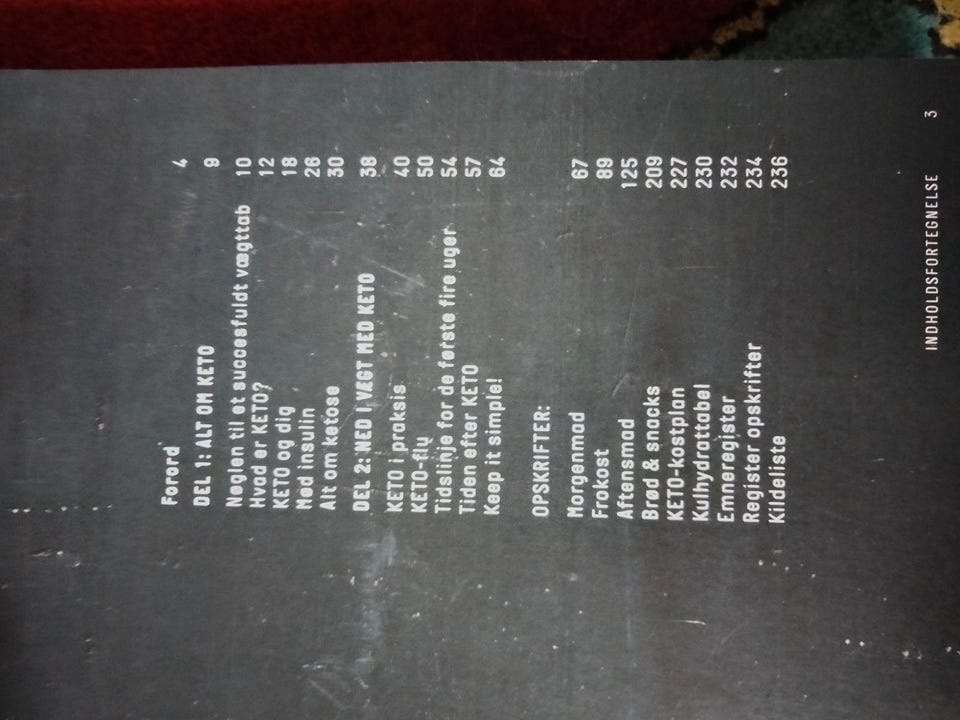 Forord 4
DEL 1: ALT OM KETO 9
Nøglen til et succesfuldt vægttab 10
Hvad er KETO? 12
KETO og dig 18
Mød insulin 26
Alt om ketose 30
DEL 2: NED I VÆGT MED KETO 38
KETO i praksis 40
KETO-flu 50
Tidslinje for de første fire uger 54
Tiden efter KETO 57
Keep it simple! 64
OPSKRIFTER:
Morgenmad 67
Frokost 89
Aftensmad 125
Brød & snacks 209
KETO-kostplan 227
Kulhydrattabel 230
Emneregister 232
Register opskrifter 234
Kildeliste 236
INDHOLDSFORTEGNELSE 3